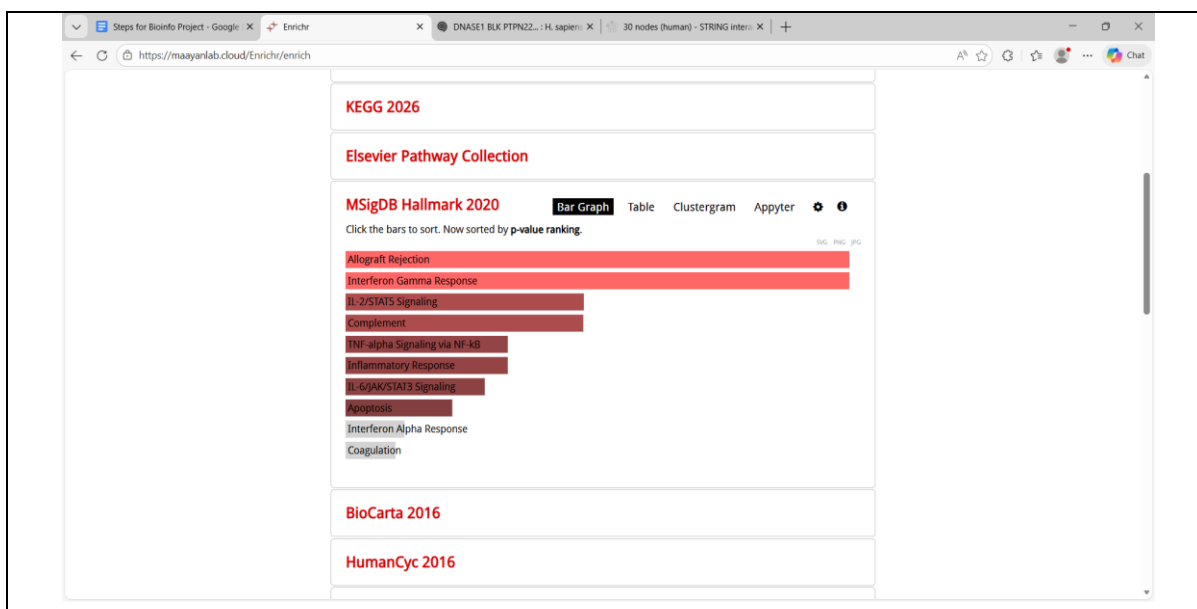 Steps for Bioinfo Project - Google
Enrichr
DNASE1 BLK PTPN22... : H. sapiens
30 nodes (human) - STRING intera
https://maayanlab.cloud/Enrichr/enrich
Chat
KEGG 2026
Elsevier Pathway Collection
MSigDB Hallmark 2020
Bar Graph Table Clustergram Appyter
Click the bars to sort. Now sorted by p-value ranking.
SVG PNG JPG
Allograft Rejection
Interferon Gamma Response
IL-2/STAT5 Signaling
Complement
TNF-alpha Signaling via NF-kB
Inflammatory Response
IL-6/JAK/STAT3 Signaling
Apoptosis
Interferon Alpha Response
Coagulation
BioCarta 2016
HumanCyc 2016